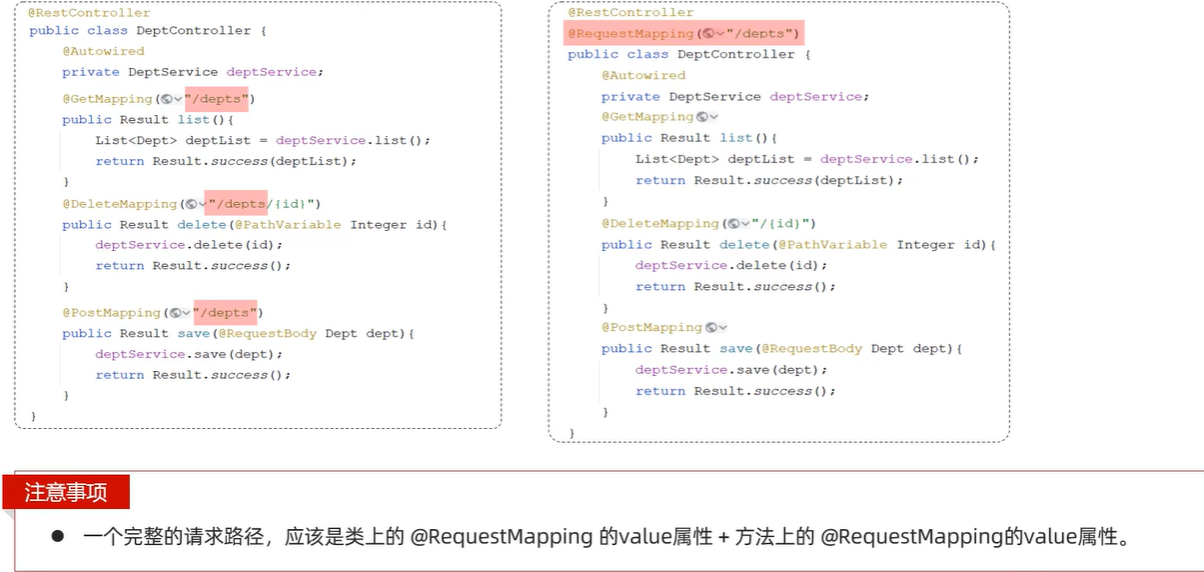 @RestController
public class DeptController {
@Autowired
private DeptService deptService;
@GetMapping("/depts")
public Result list(){
List<Dept> deptList = deptService.list();
return Result.success(deptList);
}
@DeleteMapping("/depts/{id}")
public Result delete(@PathVariable Integer id){
deptService.delete(id);
return Result.success();
}
@PostMapping("/depts")
public Result save(@RequestBody Dept dept){
deptService.save(dept);
return Result.success();
}
}
@RestController
@RequestMapping("/depts")
public class DeptController {
@Autowired
private DeptService deptService;
@GetMapping
public Result list(){
List<Dept> deptList = deptService.list();
return Result.success(deptList);
}
@DeleteMapping("/{id}")
public Result delete(@PathVariable Integer id){
deptService.delete(id);
return Result.success();
}
@PostMapping
public Result save(@RequestBody Dept dept){
deptService.save(dept);
return Result.success();
}
}
注意事项
● 一个完整的请求路径，应该是类上的 @RequestMapping 的value属性 + 方法上的 @RequestMapping的value属性。